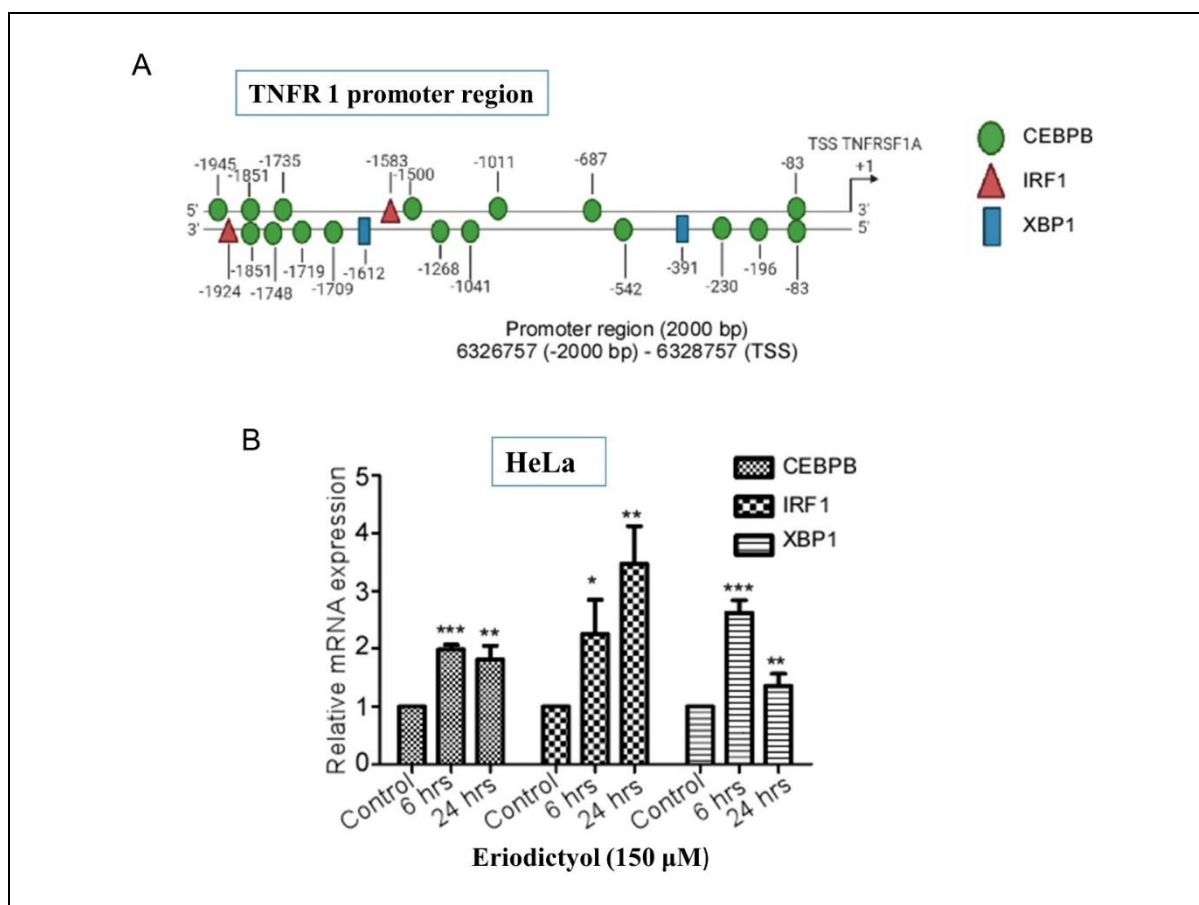 A
TNFR 1 promoter region
-1945
-1851
-1735
-1583
-1500
-1011
-687
-83
TSS TNFRSF1A
+1
5'
3'
3'
5'
-1924
-1851
-1748
-1719
-1709
-1612
-1268
-1041
-542
-391
-230
-196
-83
CEBPB
IRF1
XBP1
Promoter region (2000 bp)
6326757 (-2000 bp) - 6328757 (TSS)
B
HeLa
CEBPB
IRF1
XBP1
Relative mRNA expression
5
4
3
2
1
0
***
**
*
**
***
**
Control
6 hrs
24 hrs
Control
6 hrs
24 hrs
Control
6 hrs
24 hrs
Eriodictyol (150 µM)